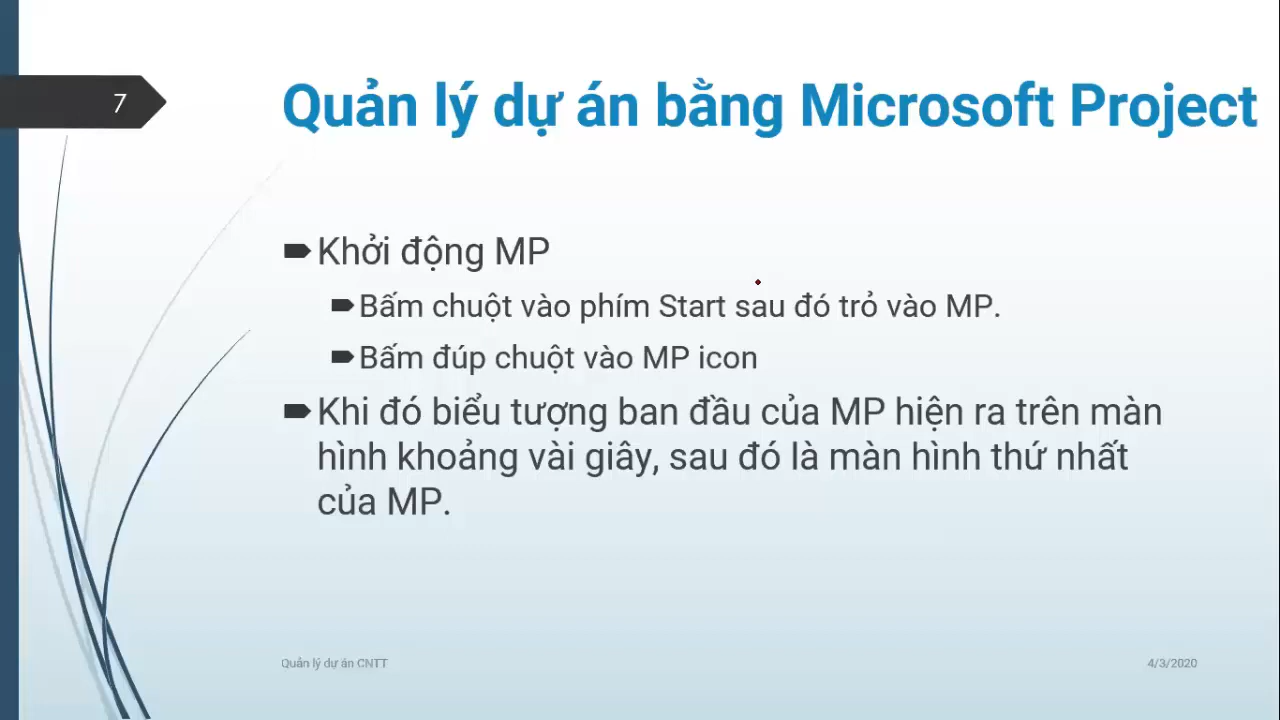 7
Quản lý dự án bằng Microsoft Project
Khởi động MP
Bấm chuột vào phím Start sau đó trỏ vào MP.
Bấm đúp chuột vào MP icon
Khi đó biểu tượng ban đầu của MP hiện ra trên màn
hình khoảng vài giây, sau đó là màn hình thứ nhất
của MP.
Quản lý dự án CNTT
4/3/2020